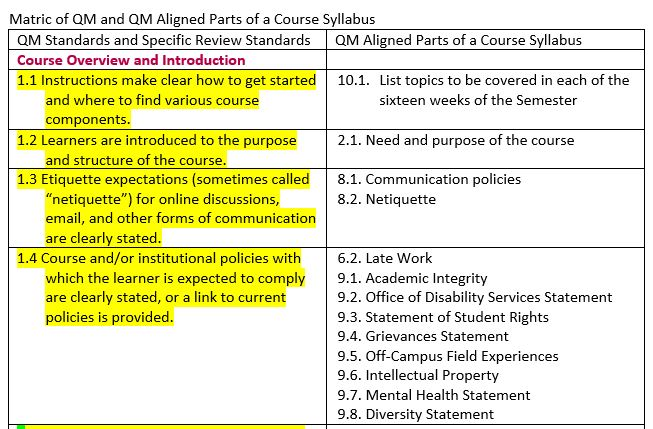 Matric of QM and QM Aligned Parts of a Course Syllabus
QM Standards and Specific Review Standards
QM Aligned Parts of a Course Syllabus
Course Overview and Introduction
1.1 Instructions make clear how to get started
and where to find various course
components.
10.1. List topics to be covered in each of the
sixteen weeks of the Semester
1.2 Learners are introduced to the purpose
and structure of the course.
2.1. Need and purpose of the course
1.3 Etiquette expectations (sometimes called
“netiquette”) for online discussions,
email, and other forms of communication
are clearly stated.
8.1. Communication policies
8.2. Netiquette
1.4 Course and/or institutional policies with
which the learner is expected to comply
are clearly stated, or a link to current
policies is provided.
6.2. Late Work
9.1. Academic Integrity
9.2. Office of Disability Services Statement
9.3. Statement of Student Rights
9.4. Grievances Statement
9.5. Off-Campus Field Experiences
9.6. Intellectual Property
9.7. Mental Health Statement
9.8. Diversity Statement